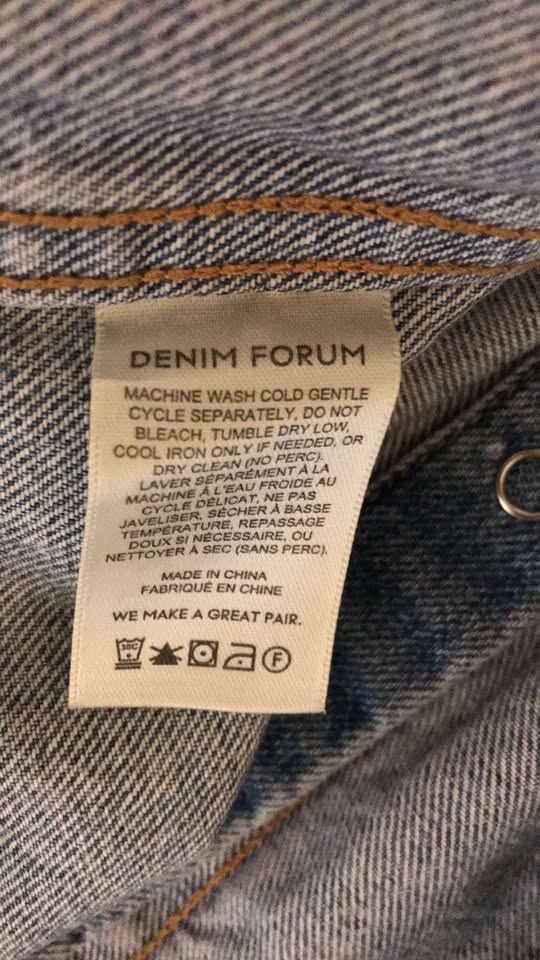 DENIM FORUM
MACHINE WASH COLD GENTLE
CYCLE SEPARATELY, DO NOT
BLEACH, TUMBLE DRY LOW,
COOL IRON ONLY IF NEEDED, OR
DRY CLEAN (NO PERC).
LAVER SÉPARÉMENT À LA
MACHINE À L'EAU FROIDE AU
CYCLE DÉLICAT, NE PAS
JAVELISER, SÉCHER À BASSE
TEMPÉRATURE, REPASSAGE
DOUX SI NÉCESSAIRE, OU
NETTOYER À SEC (SANS PERC).
MADE IN CHINA
FABRIQUÉ EN CHINE
WE MAKE A GREAT PAIR.
30C F